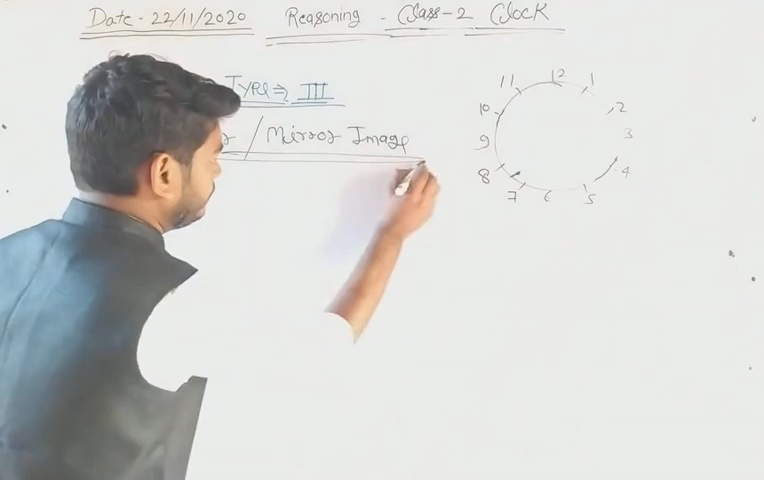 Date - 22/11/2020 Reasoning - Class-2 Clock
Type ⇒ III
/ Mirror Image
12
11 1
10 2
9 3
8 4
7 6 5